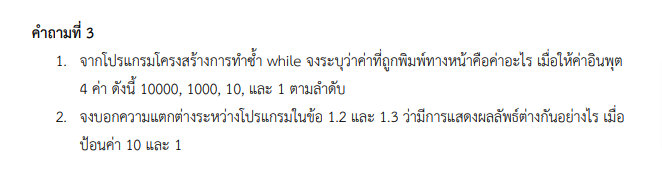 คำถามที่ 3
1. จากโปรแกรมโครงสร้างการทำซ้ำ while จงระบุว่าค่าที่ถูกพิมพ์ทางหน้าคือค่าอะไร เมื่อให้ค่าอินพุต
4 ค่า ดังนี้ 10000, 1000, 10, และ 1 ตามลำดับ
2. จงบอกความแตกต่างระหว่างโปรแกรมในข้อ 1.2 และ 1.3 ว่ามีการแสดงผลลัพธ์ต่างกันอย่างไร เมื่อ
ป้อนค่า 10 และ 1